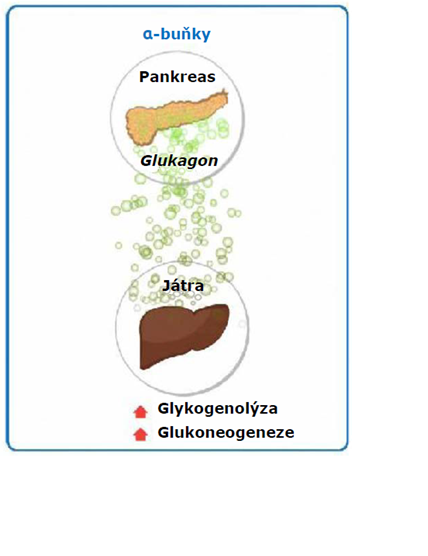 α-buňky
Pankreas
Glukagon
Játra
Glykogenolýza
Glukoneogeneze